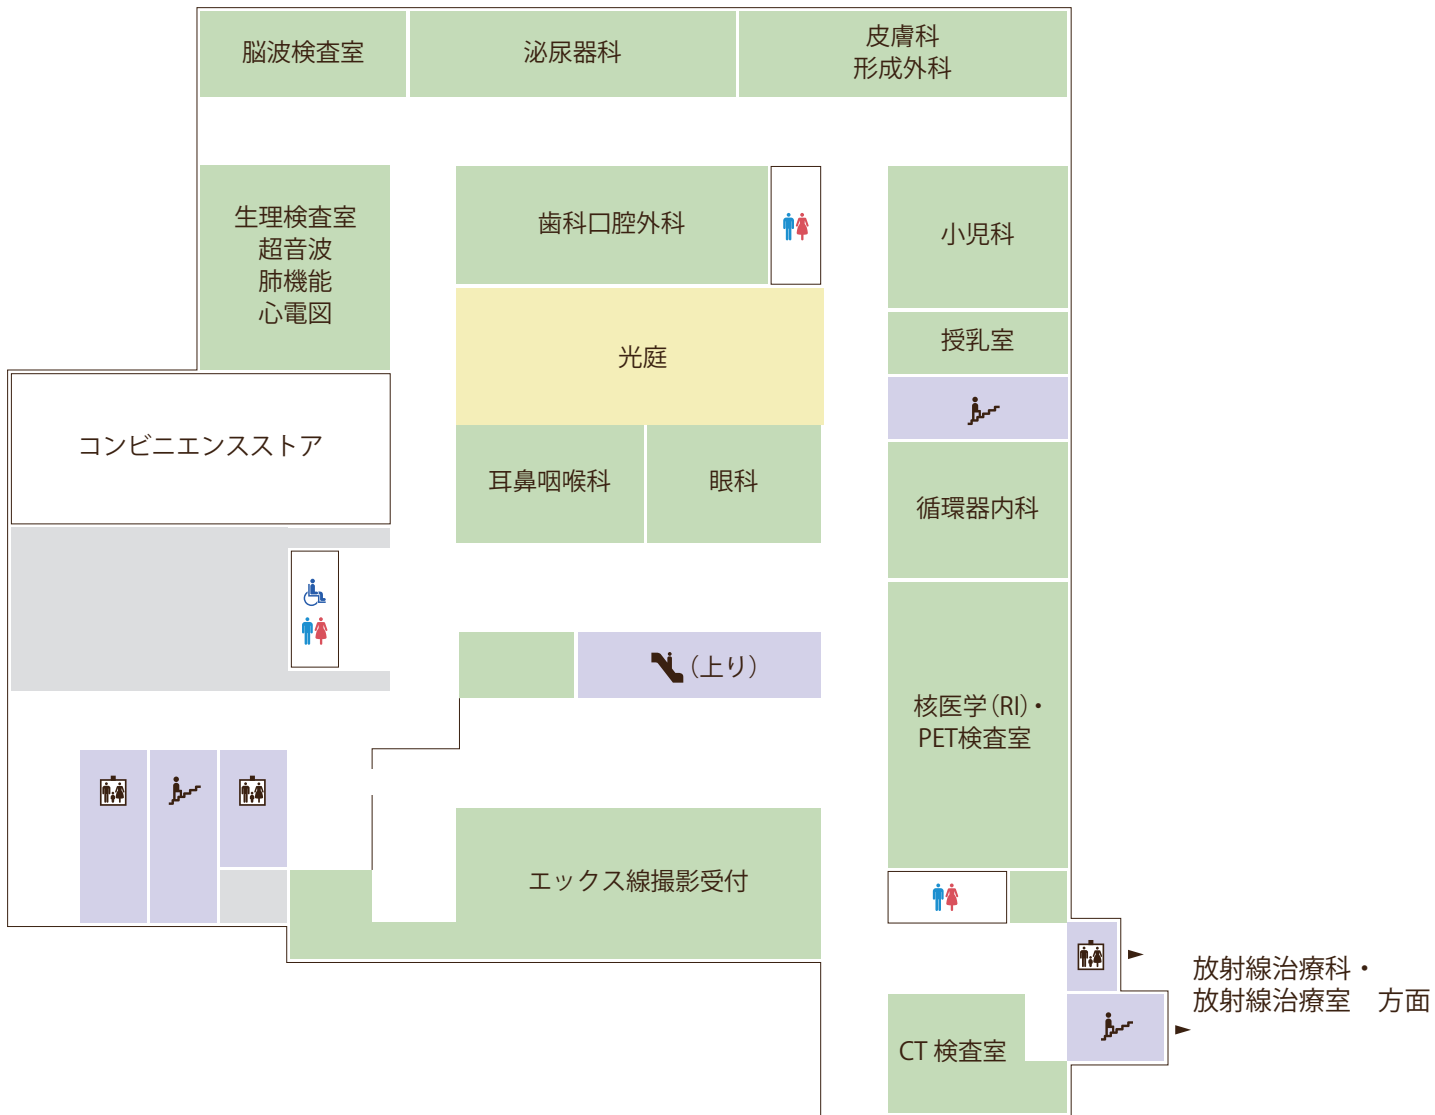 脳波検査室
泌尿器科
皮膚科
形成外科
生理検査室
超音波
肺機能
心電図
歯科口腔外科
小児科
光庭
授乳室
コンビニエンスストア
耳鼻咽喉科
眼科
循環器内科
(上り)
核医学(RI)・
PET検査室
エックス線撮影受付
放射線治療科・
放射線治療室　方面
CT 検査室